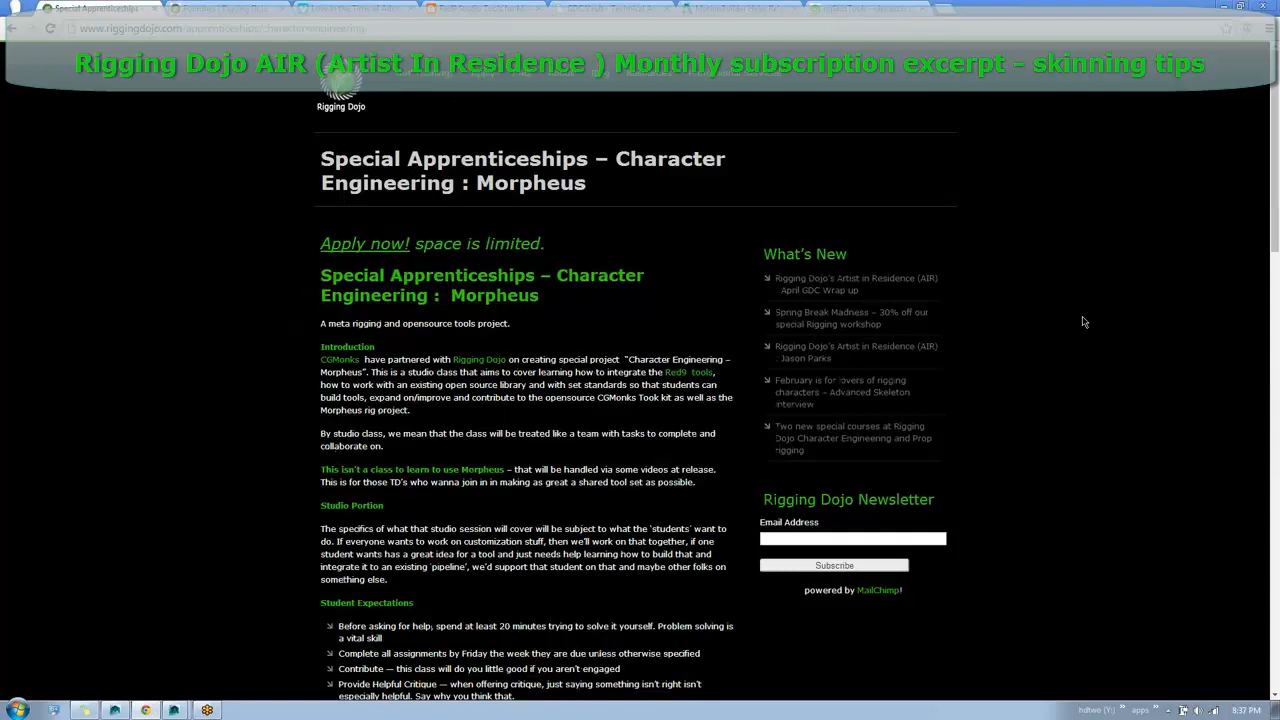 Special Apprenticeships
www.riggingdojo.com/apprenticeships/character-engineering
Rigging Dojo AIR (Artist In Residence ) Monthly subscription excerpt – skinning tips
Rigging Dojo
Special Apprenticeships – Character
Engineering : Morpheus
Apply now! space is limited.
Special Apprenticeships – Character
Engineering : Morpheus
A meta rigging and opensource tools project.
Introduction
CGMonks have partnered with Rigging Dojo on creating special project "Character Engineering –
Morpheus". This is a studio class that aims to cover learning how to integrate the Red9 tools,
how to work with an existing open source library and with set standards so that students can
build tools, expand on/improve and contribute to the opensource CGMonks Took kit as well as the
Morpheus rig project.
By studio class, we mean that the class will be treated like a team with tasks to complete and
collaborate on.
This isn't a class to learn to use Morpheus – that will be handled via some videos at release.
This is for those TD's who wanna join in in making as great a shared tool set as possible.
Studio Portion
The specifics of what that studio session will cover will be subject to what the 'students' want to
do. If everyone wants to work on customization stuff, then we'll work on that together, if one
student wants has a great idea for a tool and just needs help learning how to build that and
integrate it to an existing 'pipeline', we'd support that student on that and maybe other folks on
something else.
Student Expectations
Before asking for help; spend at least 20 minutes trying to solve it yourself. Problem solving is
a vital skill
Complete all assignments by Friday the week they are due unless otherwise specified
Contribute — this class will do you little good if you aren't engaged
Provide Helpful Critique — when offering critique, just saying something isn't right isn't
especially helpful. Say why you think that.
What's New
Rigging Dojo's Artist in Residence (AIR)
April GDC Wrap up
Spring Break Madness – 30% off our
special Rigging workshop
Rigging Dojo's Artist in Residence (AIR)
: Jason Parks
February is for lovers of rigging
characters – Advanced Skeleton
interview
Two new special courses at Rigging
Dojo Character Engineering and Prop
rigging
Rigging Dojo Newsletter
Email Address
Subscribe
powered by MailChimp!
hdtwo (Y:)
apps
8:37 PM